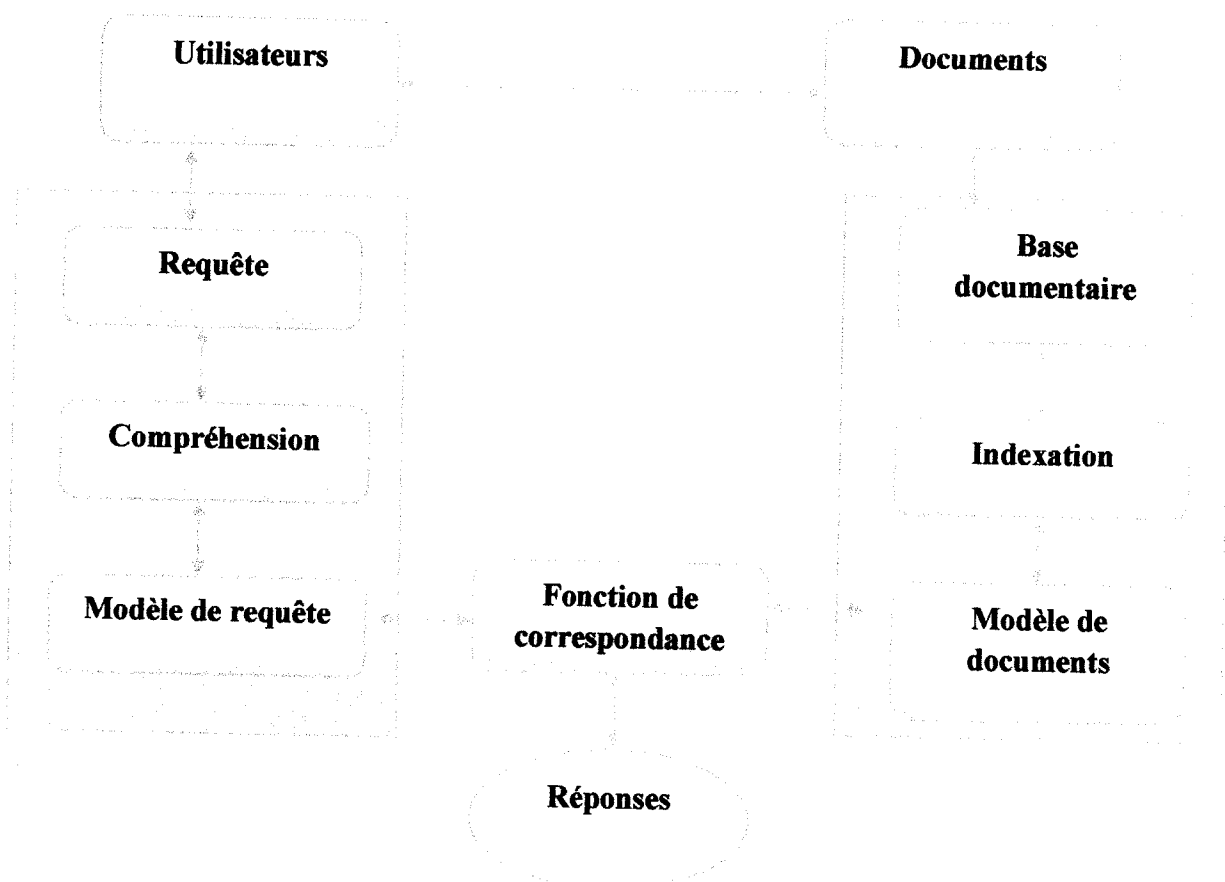 Utilisateurs
Documents
Requête
Base
documentaire
Compréhension
Indexation
Modèle de requête
Fonction de
correspondance
Modèle de
documents
Réponses